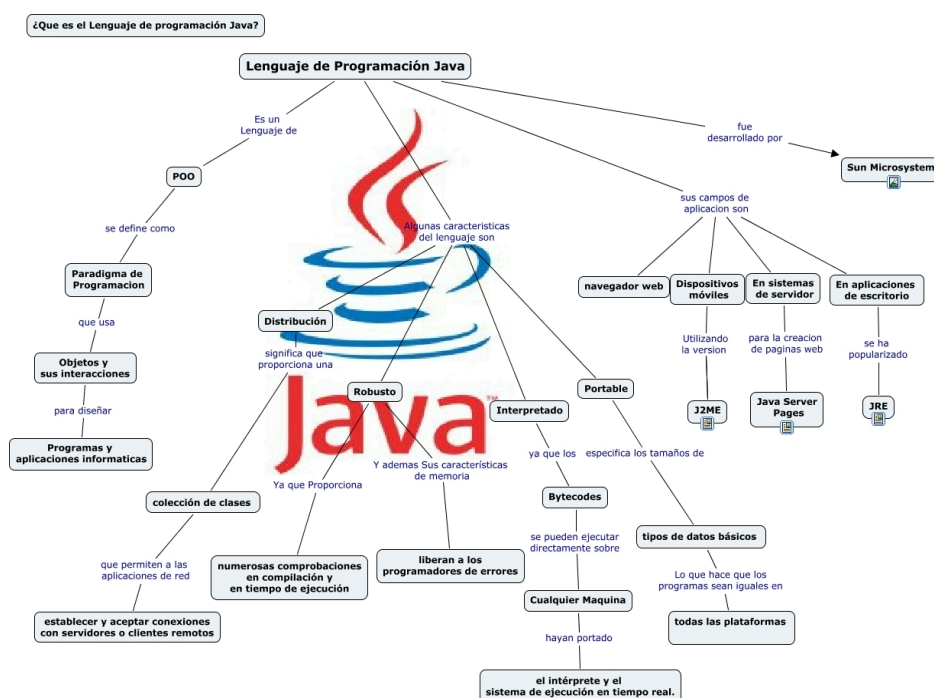 ¿Que es el Lenguaje de programación Java?
Lenguaje de Programación Java
Es un
Lenguaje de
POO
se define como
Paradigma de
Programacion
que usa
Objetos y
sus interacciones
para diseñar
Programas y
aplicaciones informaticas
Algunas caracteristicas
del lenguaje son
Distribución
significa que
proporciona una
colección de clases
que permiten a las
aplicaciones de red
establecer y aceptar conexiones
con servidores o clientes remotos
Robusto
Ya que Proporciona
numerosas comprobaciones
en compilación y
en tiempo de ejecución
Y ademas Sus características
de memoria
liberan a los
programadores de errores
Interpretado
ya que los
Bytecodes
se pueden ejecutar
directamente sobre
Cualquier Maquina
hayan portado
el intérprete y el
sistema de ejecución en tiempo real.
Portable
especifica los tamaños de
tipos de datos básicos
Lo que hace que los
programas sean iguales en
todas las plataformas
sus campos de
aplicacion son
navegador web
Dispositivos
móviles
Utilizando
la version
J2ME
En sistemas
de servidor
para la creacion
de paginas web
Java Server
Pages
En aplicaciones
de escritorio
se ha
popularizado
JRE
fue
desarrollado por
Sun Microsystem
Java™